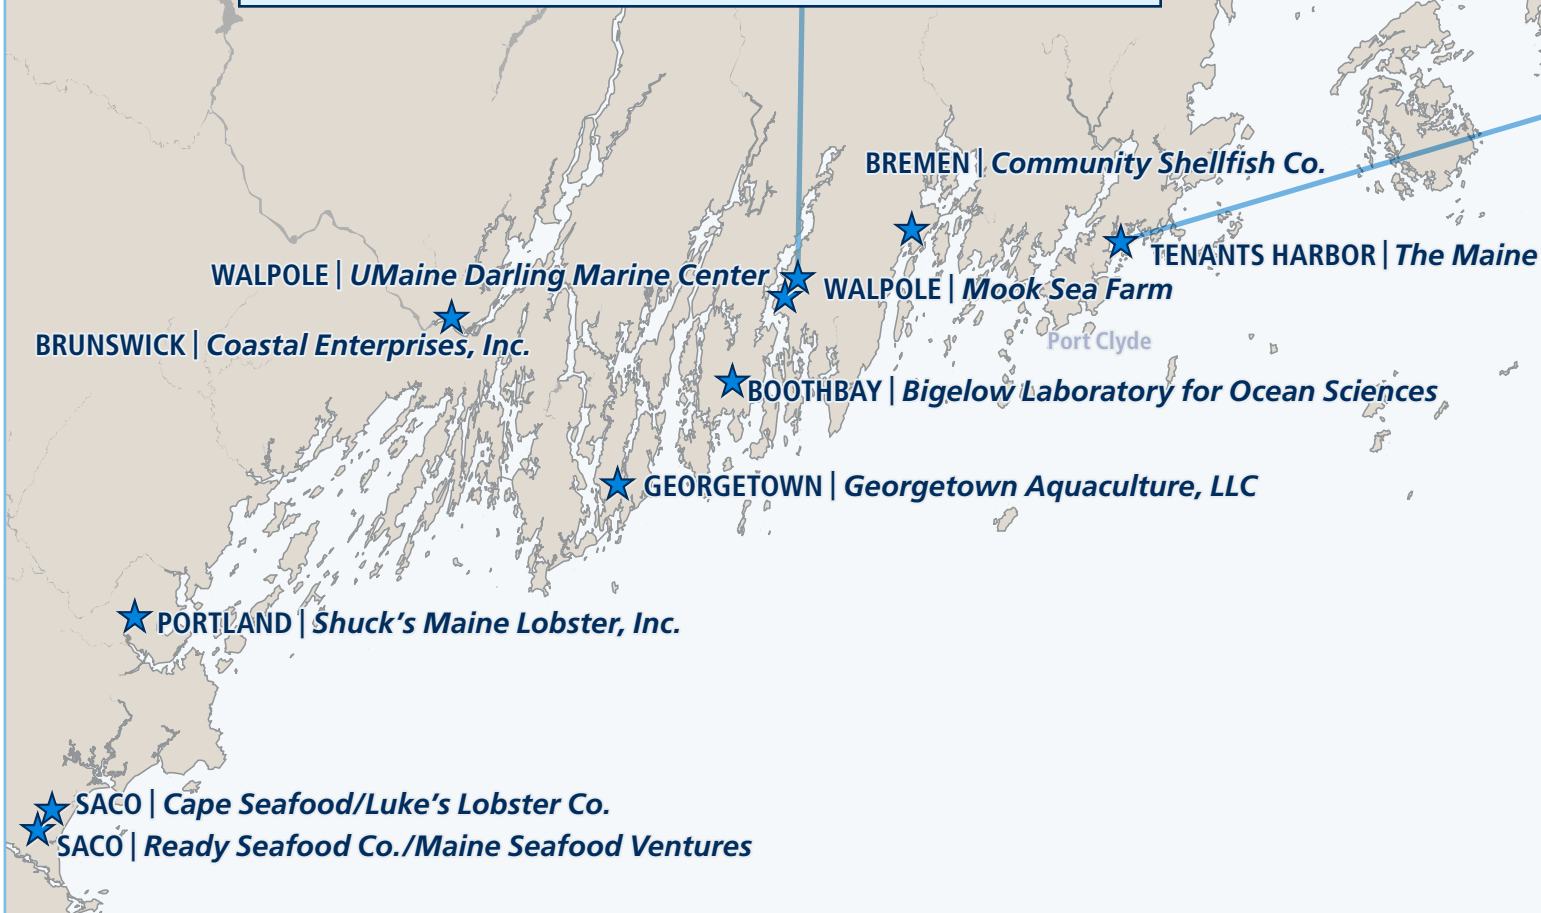 BREMEN | Community Shellfish Co.
TENANTS HARBOR | The Maine
WALPOLE | UMaine Darling Marine Center
WALPOLE | Mook Sea Farm
BRUNSWICK | Coastal Enterprises, Inc.
Port Clyde
BOOTHBAY | Bigelow Laboratory for Ocean Sciences
GEORGETOWN | Georgetown Aquaculture, LLC
PORTLAND | Shuck’s Maine Lobster, Inc.
SACO | Cape Seafood/Luke’s Lobster Co.
SACO | Ready Seafood Co./Maine Seafood Ventures